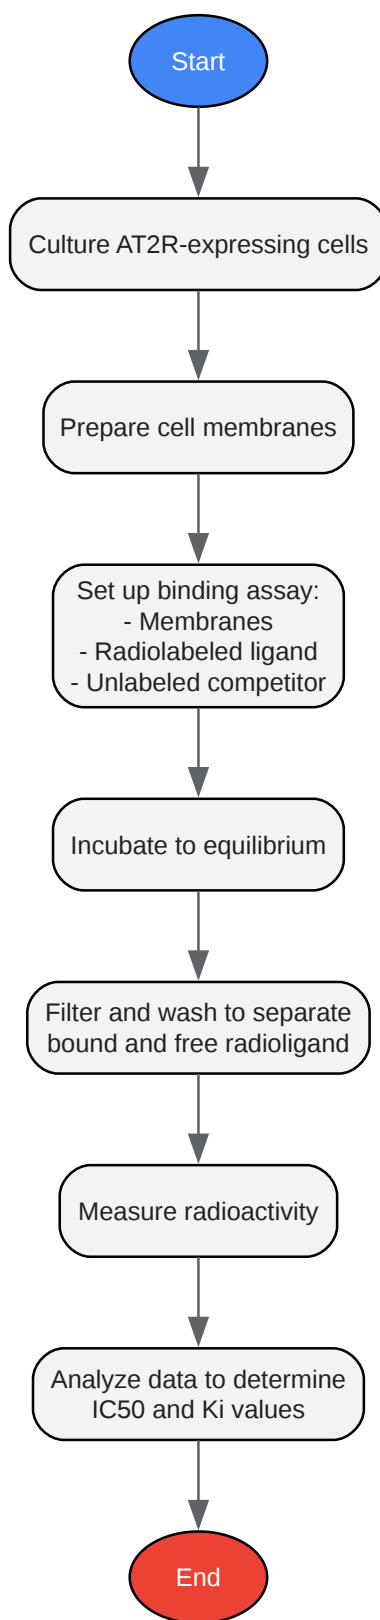 Start
Culture AT2R-expressing cells
Prepare cell membranes
Set up binding assay:
- Membranes
- Radiolabeled ligand
- Unlabeled competitor
Incubate to equilibrium
Filter and wash to separate
bound and free radioligand
Measure radioactivity
Analyze data to determine
IC50 and Ki values
End